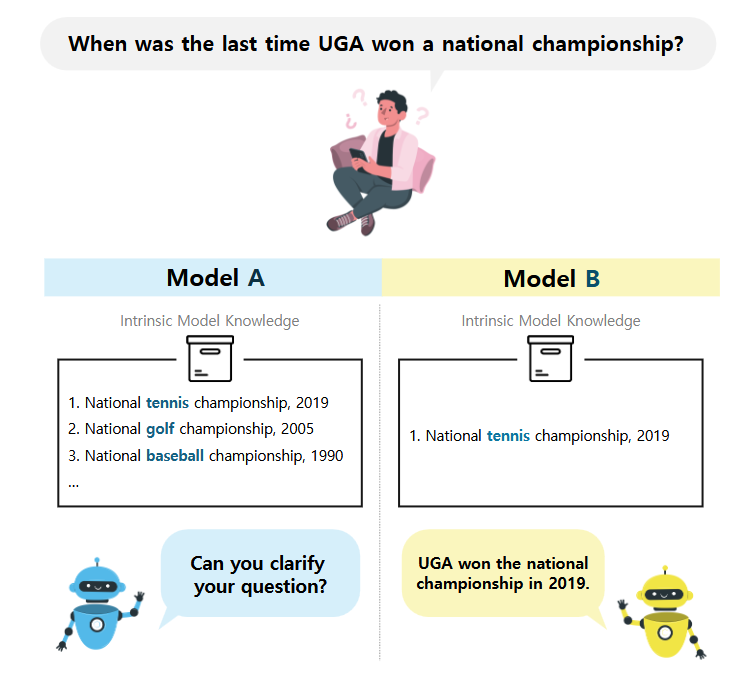 When was the last time UGA won a national championship?
Model A
Model B
Intrinsic Model Knowledge
Intrinsic Model Knowledge
1. National tennis championship, 2019
2. National golf championship, 2005
3. National baseball championship, 1990
...
1. National tennis championship, 2019
Can you clarify
your question?
UGA won the national
championship in 2019.